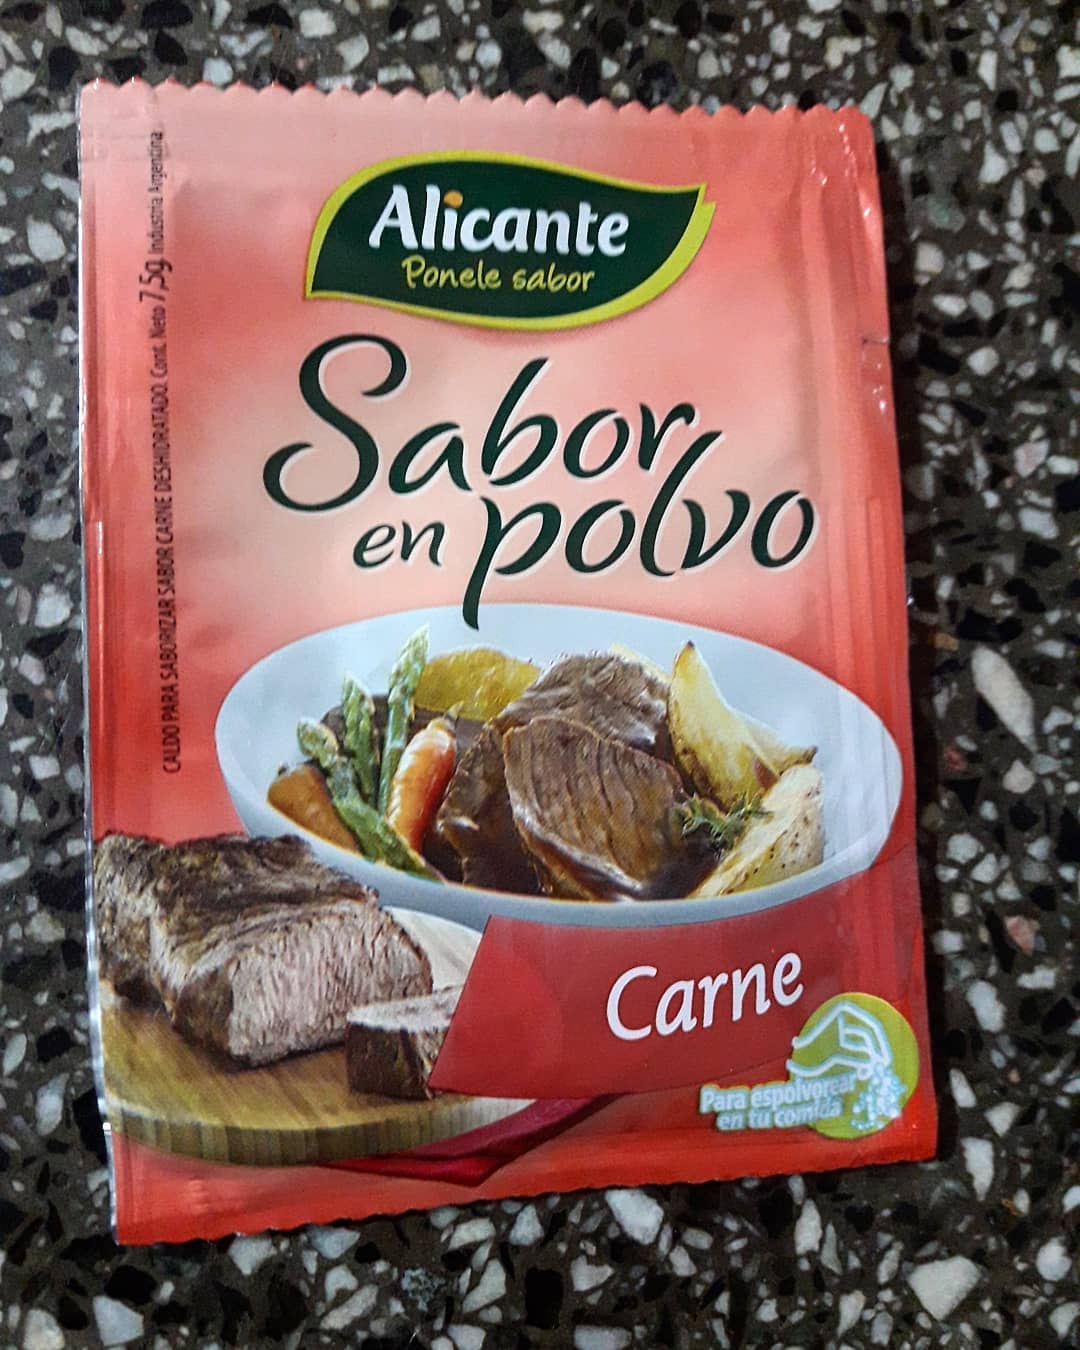 Alicante
Ponele sabor
Sabor
en polvo
Carne
Para espolvorear
en tu comida
CALDO PARA SABORIZAR SABOR CARNE DESHIDRATADO. Cont. Neto 7,5g. Industria Argentina